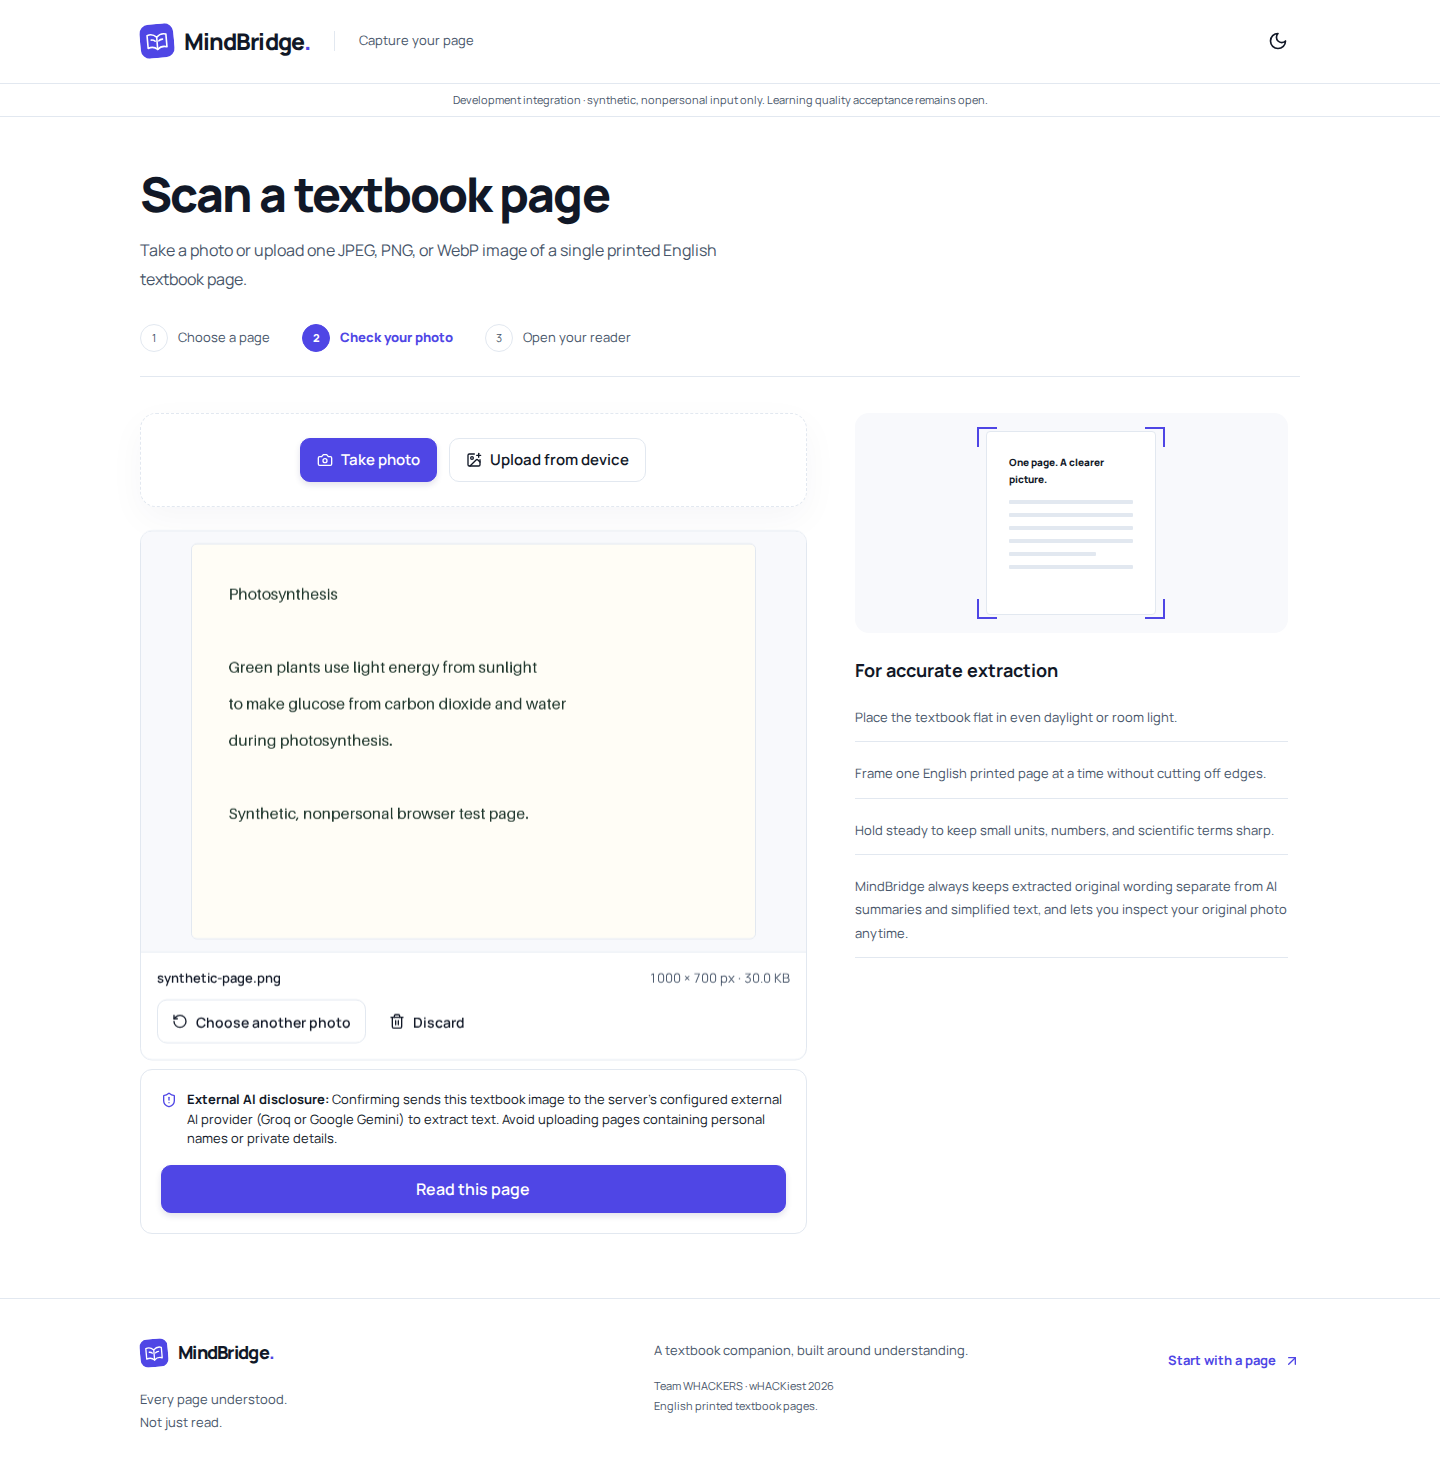 MindBridge.
Capture your page
Development integration · synthetic, nonpersonal input only. Learning quality acceptance remains open.
Scan a textbook page
Take a photo or upload one JPEG, PNG, or WebP image of a single printed English
textbook page.
1 Choose a page
2 Check your photo
3 Open your reader
Take photo
Upload from device
Photosynthesis
Green plants use light energy from sunlight
to make glucose from carbon dioxide and water
during photosynthesis.
Synthetic, nonpersonal browser test page.
synthetic-page.png
1000 × 700 px · 30.0 KB
Choose another photo
Discard
External AI disclosure: Confirming sends this textbook image to the server's configured external
AI provider (Groq or Google Gemini) to extract text. Avoid uploading pages containing personal
names or private details.
Read this page
One page. A clearer
picture.
For accurate extraction
Place the textbook flat in even daylight or room light.
Frame one English printed page at a time without cutting off edges.
Hold steady to keep small units, numbers, and scientific terms sharp.
MindBridge always keeps extracted original wording separate from AI
summaries and simplified text, and lets you inspect your original photo
anytime.
MindBridge.
Every page understood.
Not just read.
A textbook companion, built around understanding.
Team WHACKERS · wHACKiest 2026
English printed textbook pages.
Start with a page